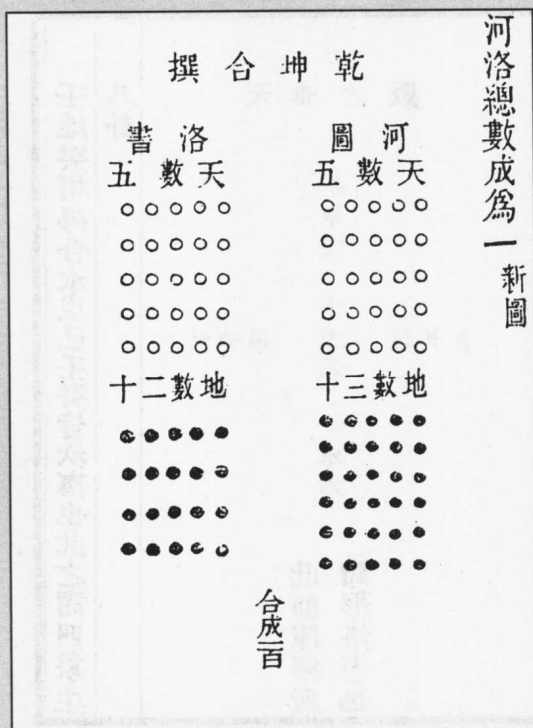 河洛總數成爲一 新圖
乾坤合撰
河圖
天數五
地數三十
洛書
天數五
地數二十
合成一百